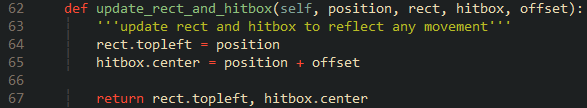 62 def update_rect_and_hitbox(self, position, rect, hitbox, offset):
63 '''update rect and hitbox to reflect any movement'''
64 rect.topleft = position
65 hitbox.center = position + offset
66
67 return rect.topleft, hitbox.center